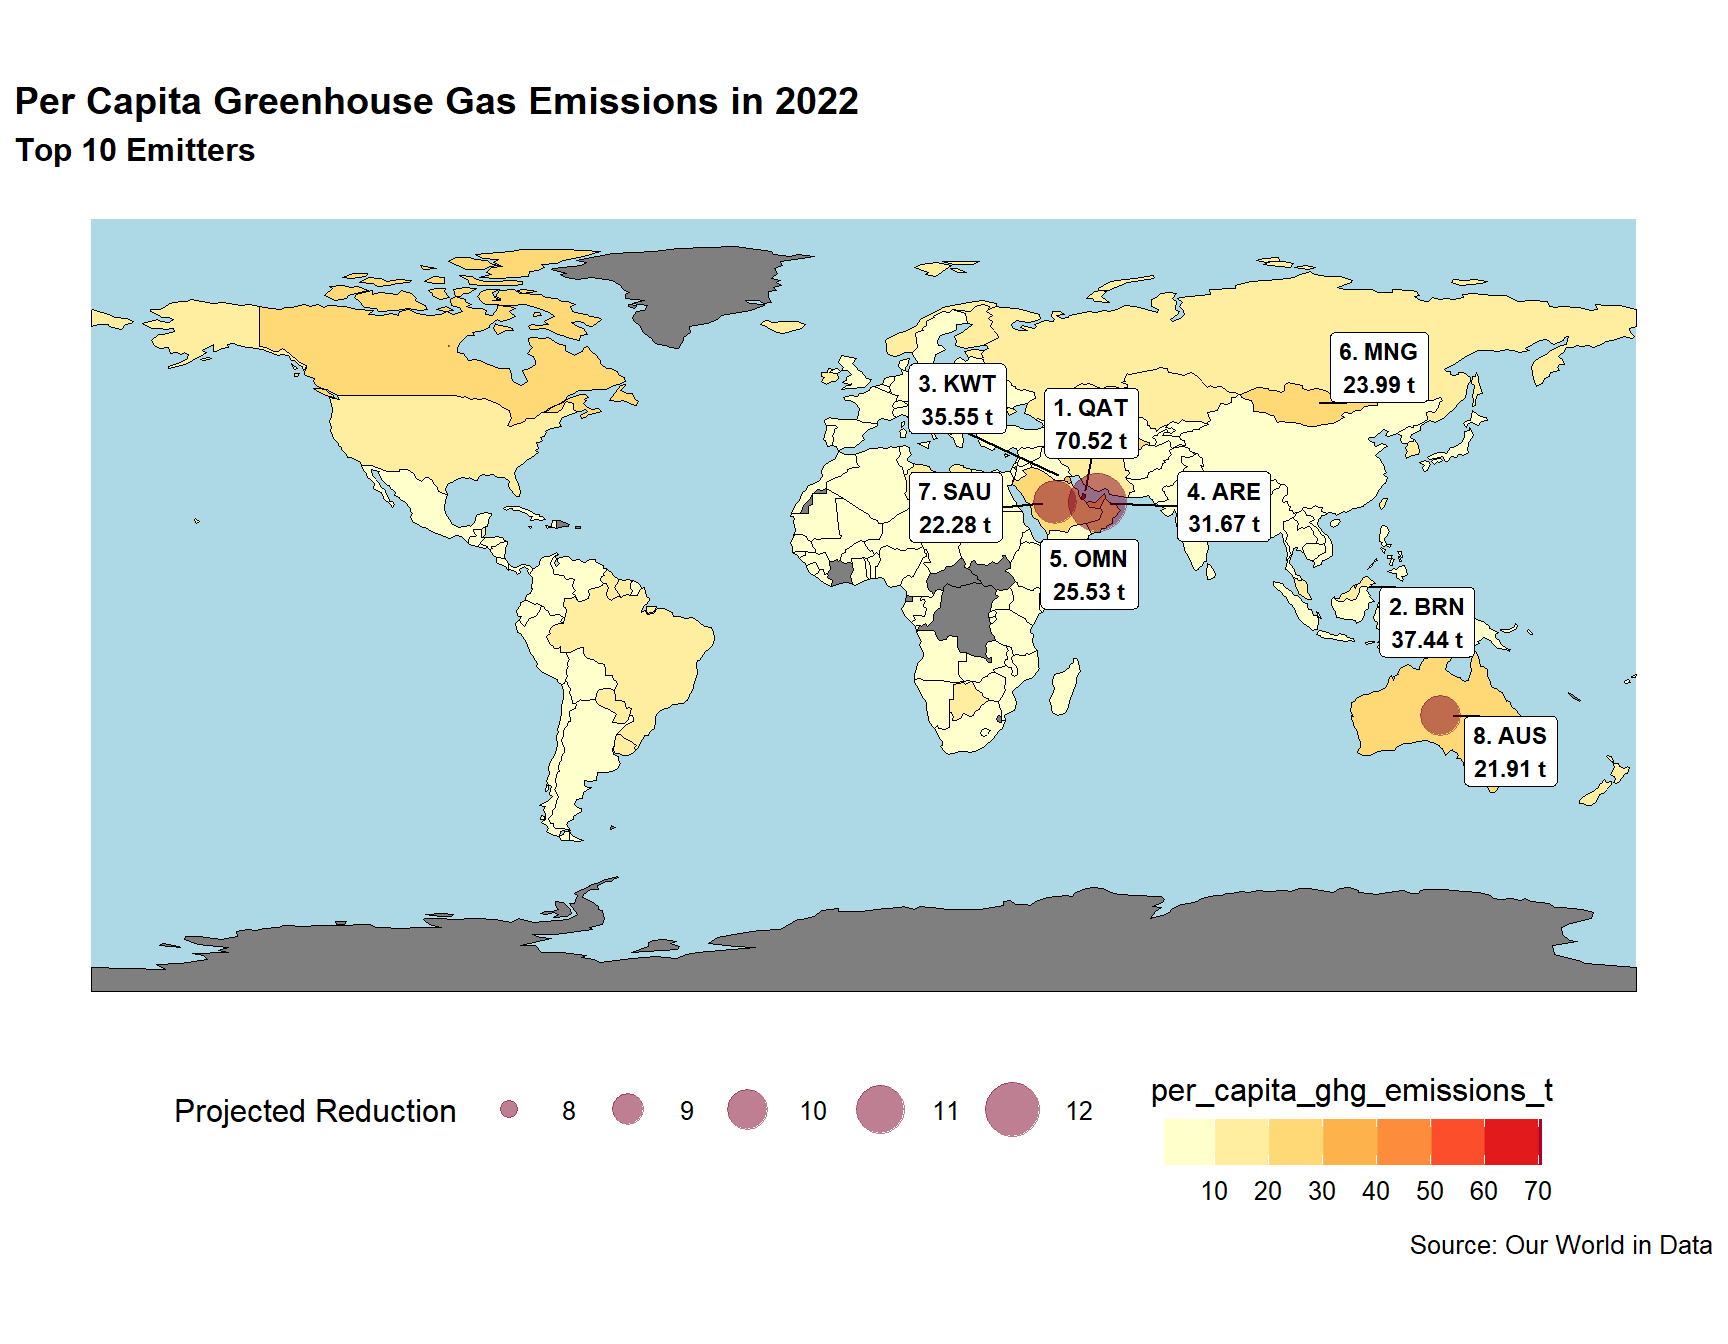 Per Capita Greenhouse Gas Emissions in 2022
Top 10 Emitters
6. MNG
23.99 t
3. KWT
35.55 t
1. QAT
70.52 t
7. SAU
22.28 t
4. ARE
31.67 t
5. OMN
25.53 t
2. BRN
37.44 t
8. AUS
21.91 t
Projected Reduction 8 9 10 11 12
per_capita_ghg_emissions_t
10 20 30 40 50 60 70
Source: Our World in Data